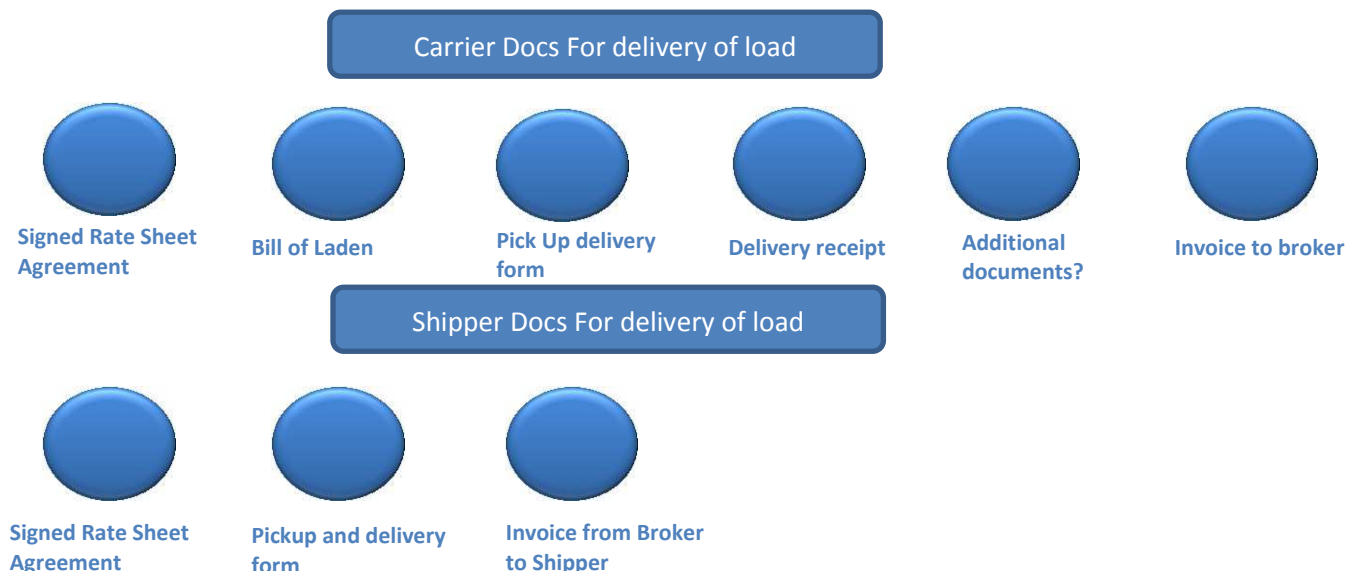 Carrier Docs For delivery of load
Signed Rate Sheet
Agreement
Bill of Laden
Pick Up delivery
form
Delivery receipt
Additional
documents?
Invoice to broker
Shipper Docs For delivery of load
Signed Rate Sheet
Agreement
Pickup and delivery
form
Invoice from Broker
to Shipper